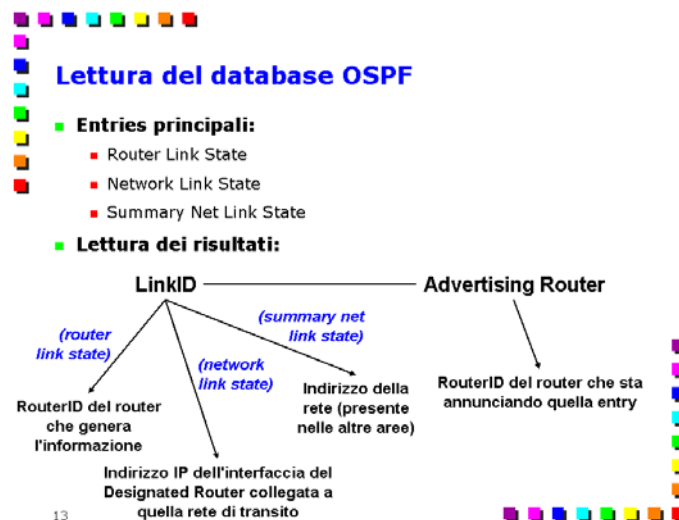 Lettura del database OSPF
Entries principali:
Router Link State
Network Link State
Summary Net Link State
Lettura dei risultati:
LinkID
Advertising Router
(router
link state)
(network
link state)
(summary net
link state)
RouterID del router
che genera
l'informazione
Indirizzo IP dell'interfaccia del
Designated Router collegata a
quella rete di transito
Indirizzo della
rete (presente
nelle altre aree)
RouterID del router che sta
annunciando quella entry
13